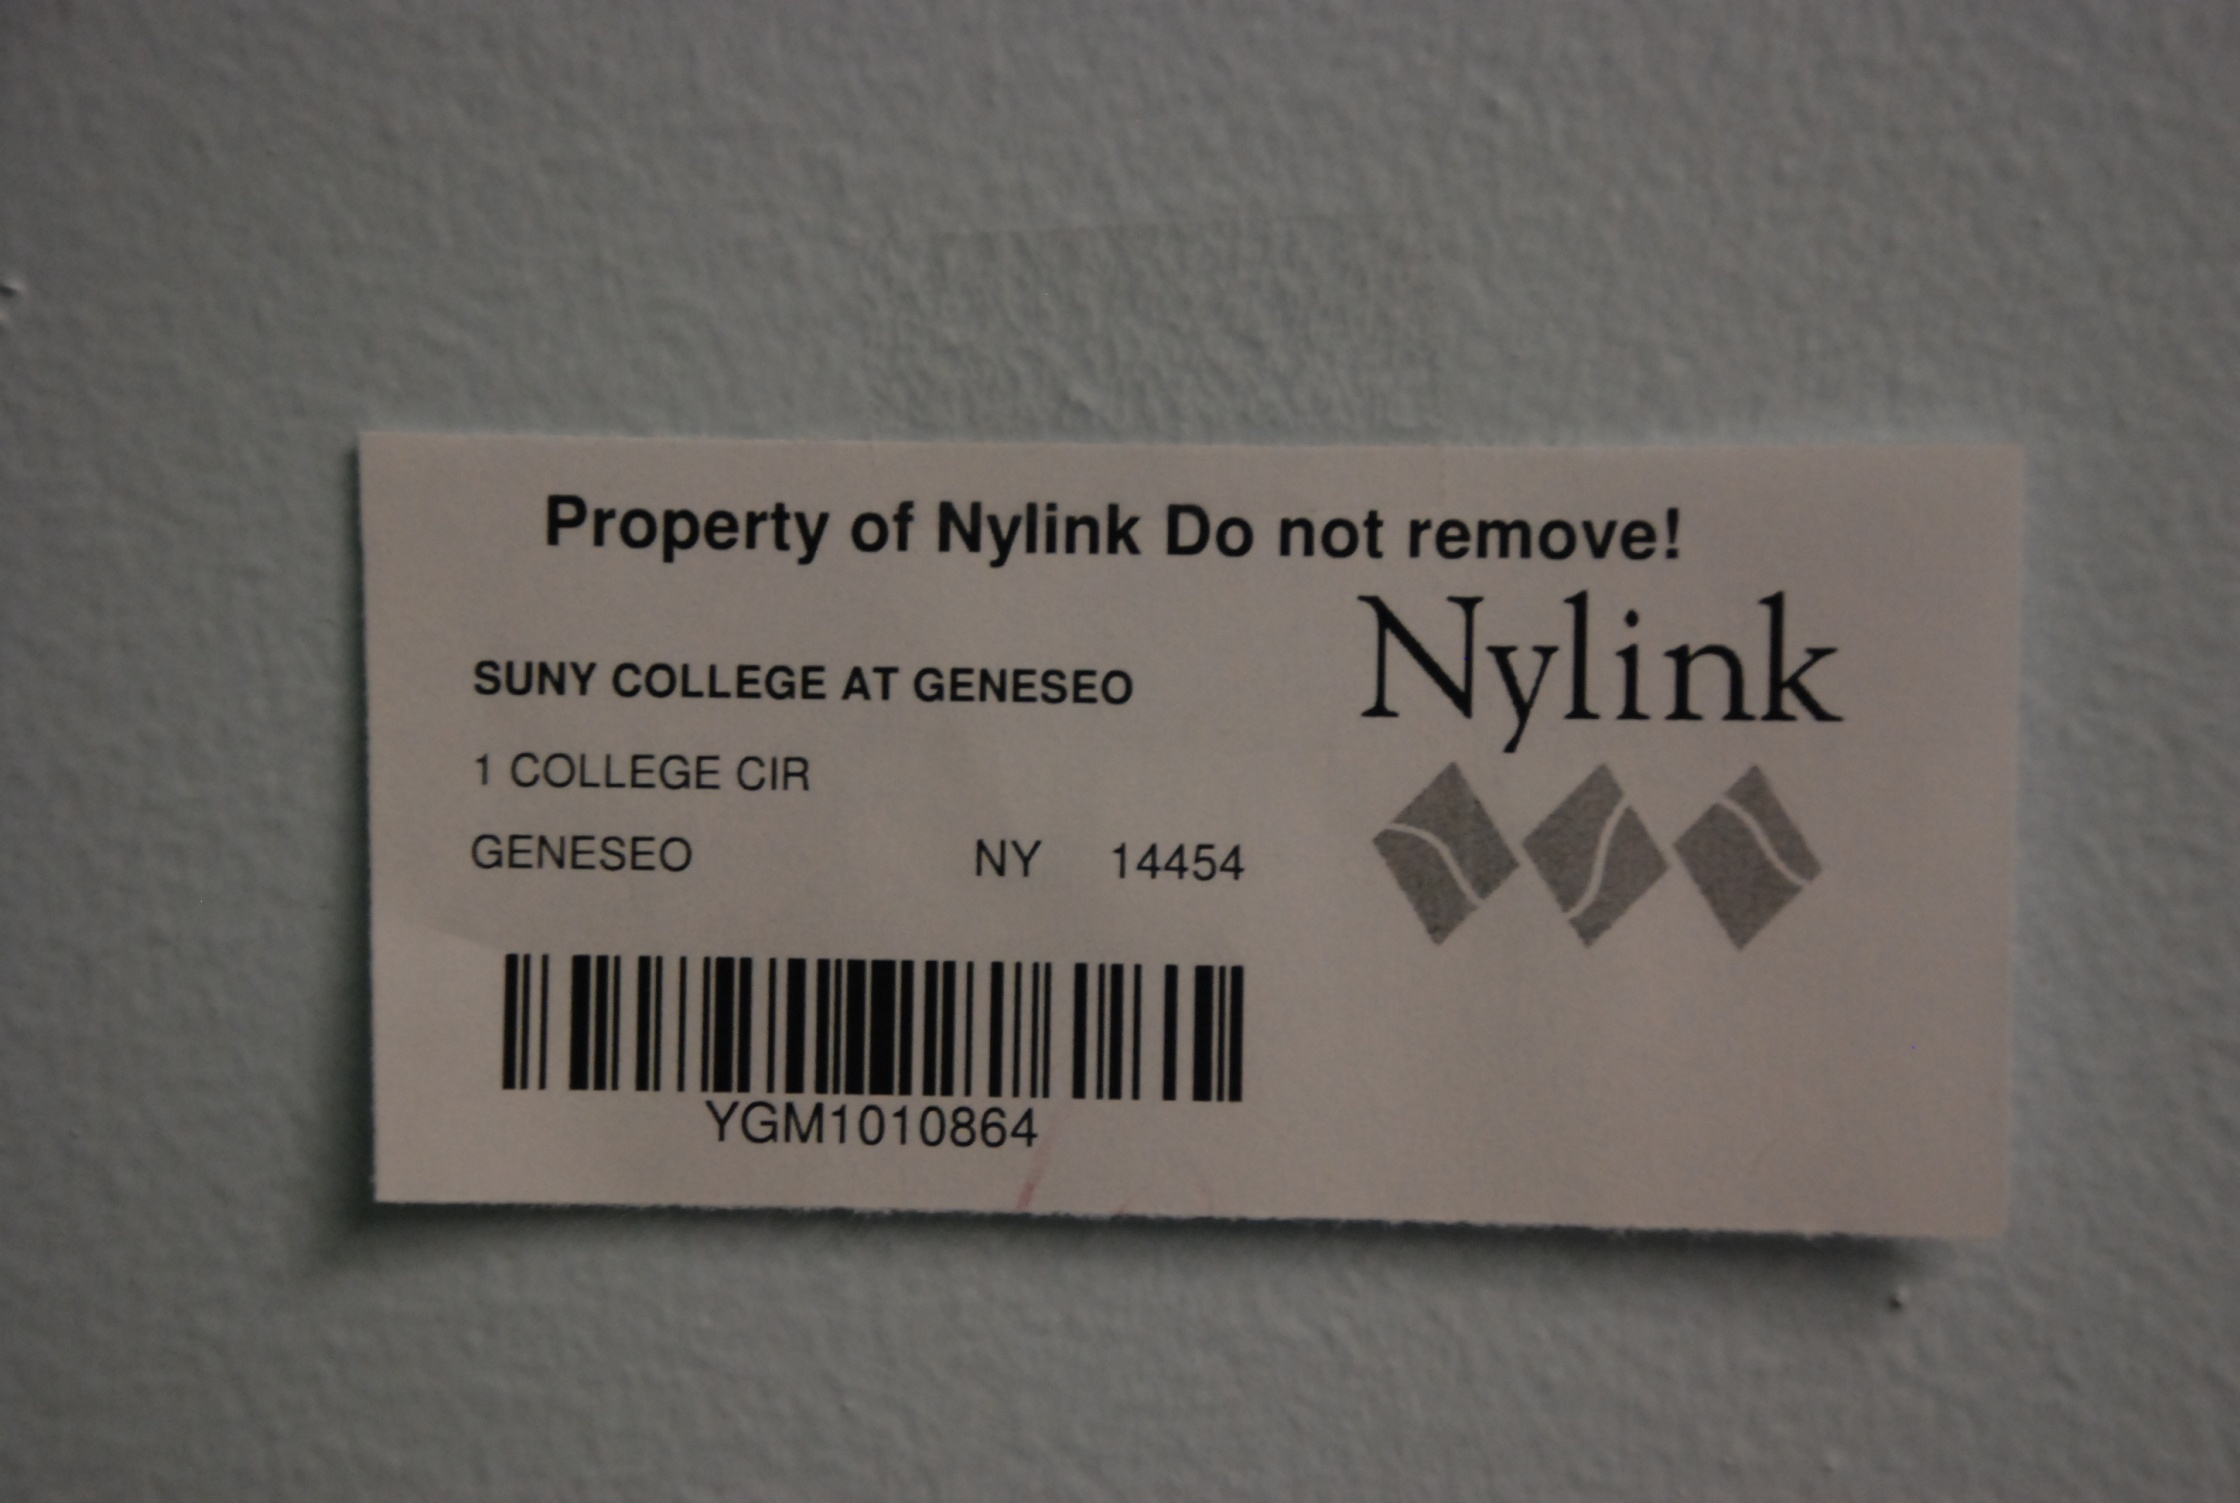 Property of Nylink Do not remove!
Nylink
SUNY COLLEGE AT GENESEO
1 COLLEGE CIR
GENESEO NY 14454
YGM1010864